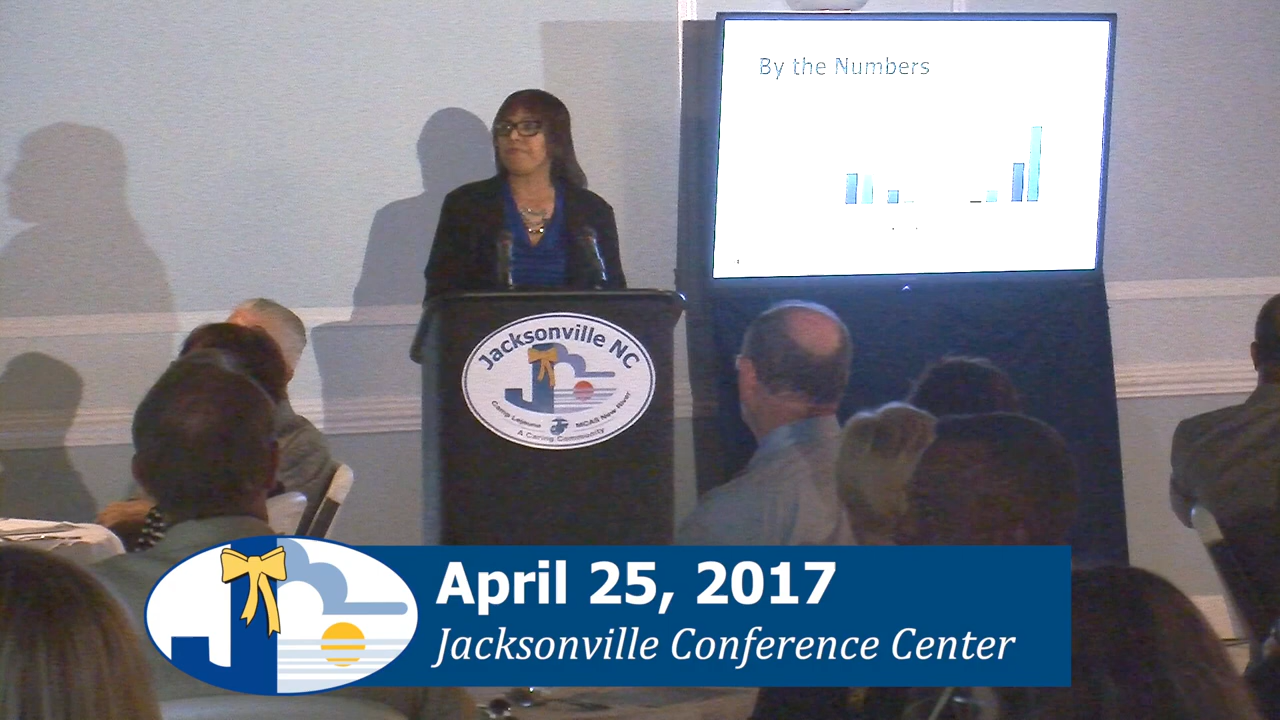 By the Numbers
Jacksonville NC
Camp Lejeune
MCAS New River
A Caring Community
April 25, 2017
Jacksonville Conference Center